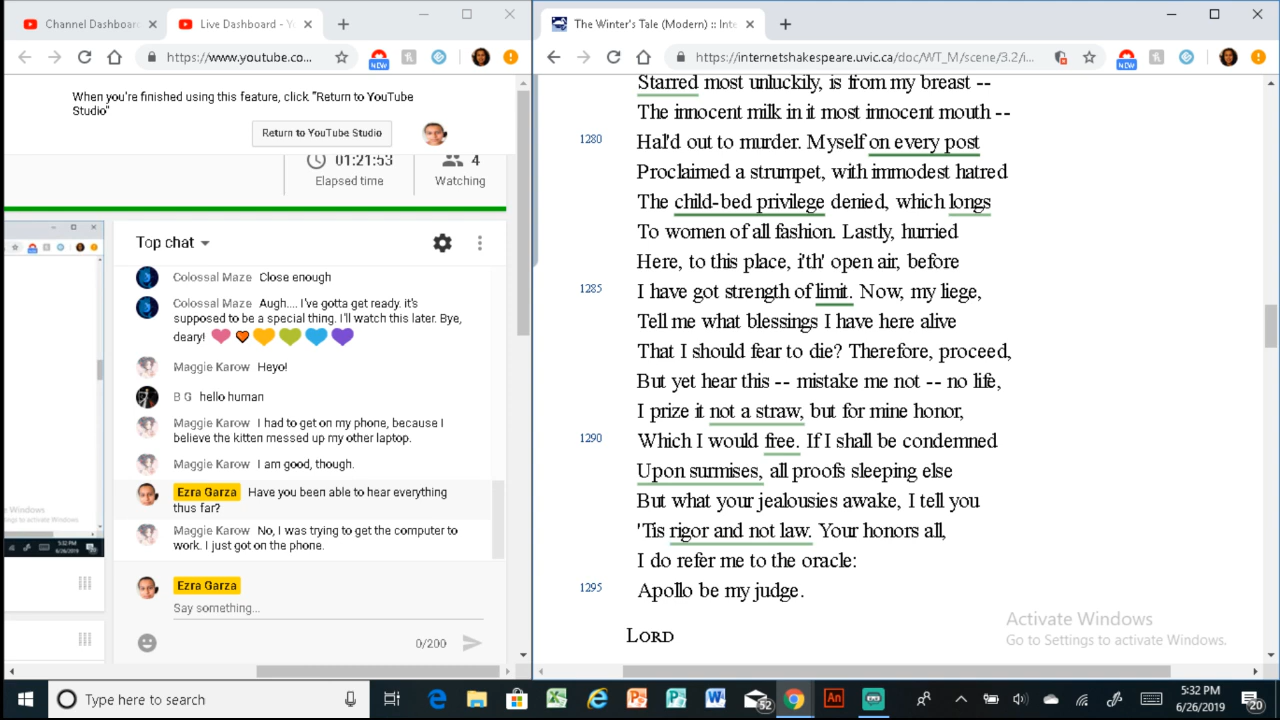 Channel Dashboard
Live Dashboard - Y
The Winter's Tale (Modern) :: Inte
https://www.youtube.co...
NEW
https://internetshakespeare.uvic.ca/doc/WT_M/scene/3.2/i...
NEW
When you're finished using this feature, click "Return to YouTube
Studio"
Return to YouTube Studio
01:21:53
Elapsed time
4
Watching
Top chat
Colossal Maze Close enough
Colossal Maze Augh.... I've gotta get ready. it's
supposed to be a special thing. I'll watch this later. Bye,
deary!
Maggie Karow Heyo!
B G hello human
Maggie Karow I had to get on my phone, because I
believe the kitten messed up my other laptop.
Maggie Karow I am good, though.
Ezra Garza Have you been able to hear everything
thus far?
Maggie Karow No, I was trying to get the computer to
work. I just got on the phone.
Ezra Garza
Say something...
0/200
5:32 PM
6/26/2019
Starred most unluckily, is from my breast --
The innocent milk in it most innocent mouth --
1280 Hal'd out to murder. Myself on every post
Proclaimed a strumpet, with immodest hatred
The child-bed privilege denied, which longs
To women of all fashion. Lastly, hurried
Here, to this place, i'th' open air, before
1285 I have got strength of limit. Now, my liege,
Tell me what blessings I have here alive
That I should fear to die? Therefore, proceed,
But yet hear this -- mistake me not -- no life,
I prize it not a straw, but for mine honor,
1290 Which I would free. If I shall be condemned
Upon surmises, all proofs sleeping else
But what your jealousies awake, I tell you
'Tis rigor and not law. Your honors all,
I do refer me to the oracle:
1295 Apollo be my judge.
LORD
Activate Windows
Go to Settings to activate Windows.
Type here to search
52
An
5:32 PM
6/26/2019
20